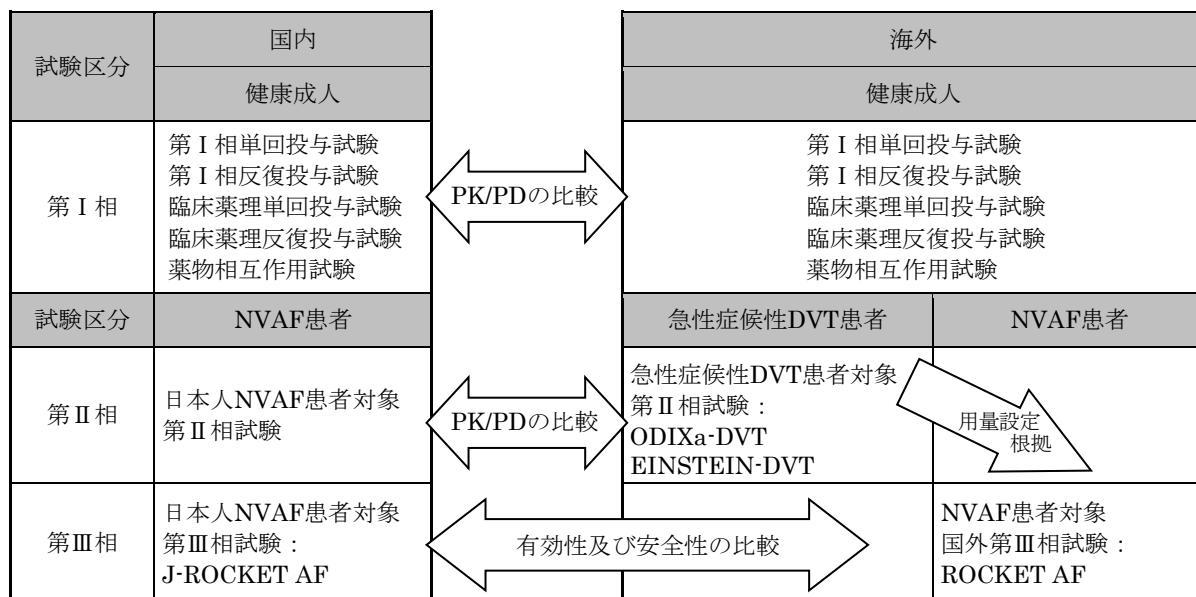 試験区分
国内
海外
健康成人
健康成人
第Ⅰ相
第Ⅰ相単回投与試験
第Ⅰ相反復投与試験
臨床薬理単回投与試験
臨床薬理反復投与試験
薬物相互作用試験
PK/PDの比較
第Ⅰ相単回投与試験
第Ⅰ相反復投与試験
臨床薬理単回投与試験
臨床薬理反復投与試験
薬物相互作用試験
試験区分
NVAF患者
急性症候性DVT患者
NVAF患者
第Ⅱ相
日本人NVAF患者対象
第Ⅱ相試験
PK/PDの比較
急性症候性DVT患者対象
第Ⅱ相試験：
ODIXa-DVT
EINSTEIN-DVT
用量設定
根拠
第Ⅲ相
日本人NVAF患者対象
第Ⅲ相試験：
J-ROCKET AF
有効性及び安全性の比較
NVAF患者対象
国外第Ⅲ相試験：
ROCKET AF